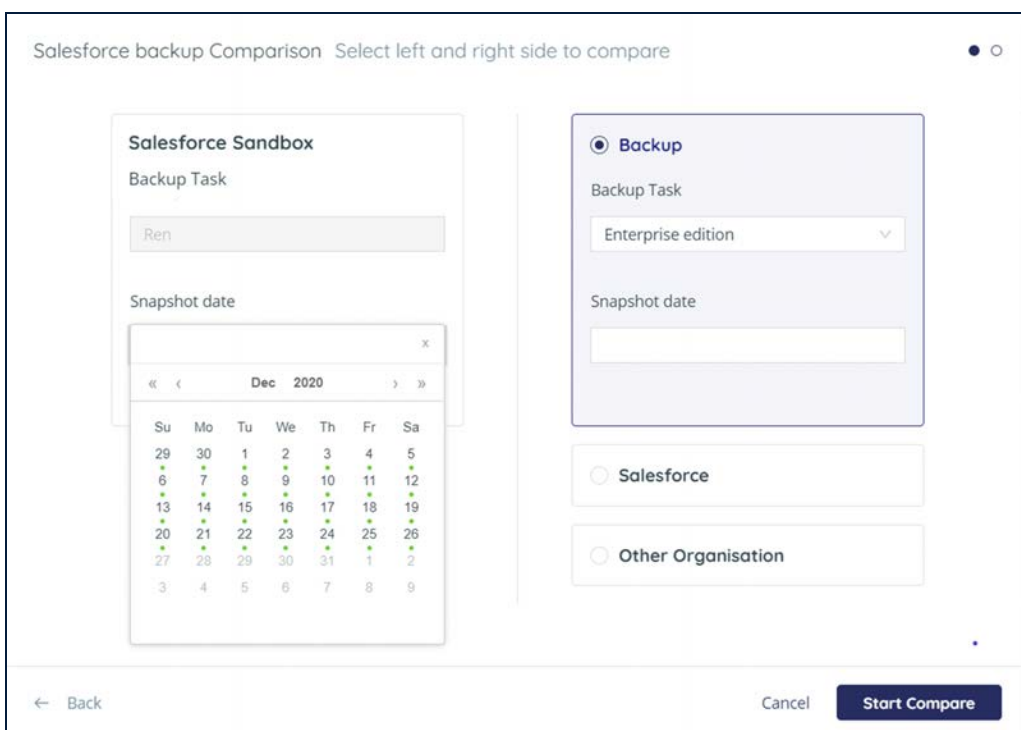 Salesforce backup Comparison Select left and right side to compare
Salesforce Sandbox
Backup Task
Ren
Snapshot date
x
« ‹ Dec 2020 › »
Su Mo Tu We Th Fr Sa
29 30 1 2 3 4 5
6 7 8 9 10 11 12
13 14 15 16 17 18 19
20 21 22 23 24 25 26
27 28 29 30 31 1 2
3 4 5 6 7 8 9
Backup
Backup Task
Enterprise edition
Snapshot date
Salesforce
Other Organisation
← Back
Cancel
Start Compare